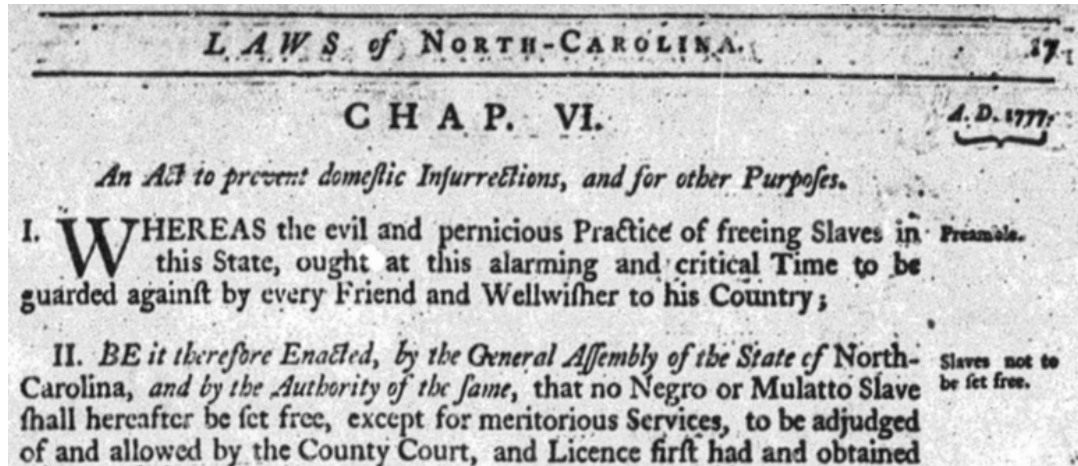 LAWS of NORTH-CAROLINA.
CHAP. VI.
A. D. 1777.
An Act to prevent domeſtic Inſurrections, and for other Purpoſes.
I. WHEREAS the evil and pernicious Practice of freeing Slaves in
Preamble.
this State, ought at this alarming and critical Time to be
guarded againſt by every Friend and Wellwiſher to his Country;
II. BE it therefore Enacted, by the General Aſſembly of the State of North-
Slaves not to
Carolina, and by the Authority of the ſame, that no Negro or Mulatto Slave
be ſet free.
ſhall hereafter be ſet free, except for meritorious Services, to be adjudged
of and allowed by the County Court, and Licence firſt had and obtained